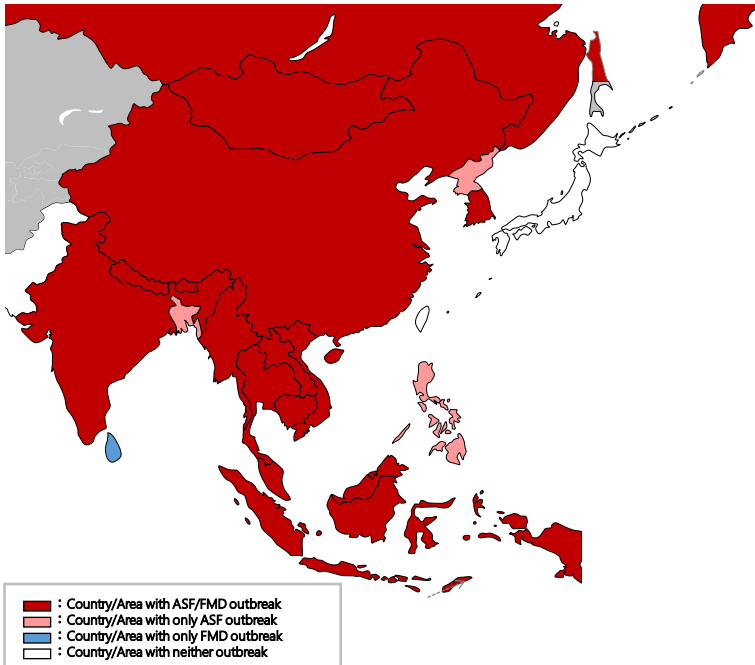 : Country/Area with ASF/FMD outbreak
: Country/Area with only ASF outbreak
: Country/Area with only FMD outbreak
: Country/Area with neither outbreak